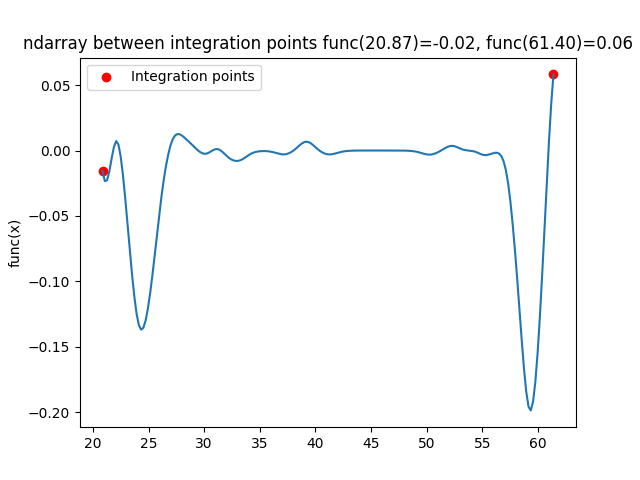 ndarray between integration points func(20.87)=-0.02, func(61.40)=0.06
Integration points
0.05
0.00
−0.05
−0.10
−0.15
−0.20
func(x)
20 25 30 35 40 45 50 55 60